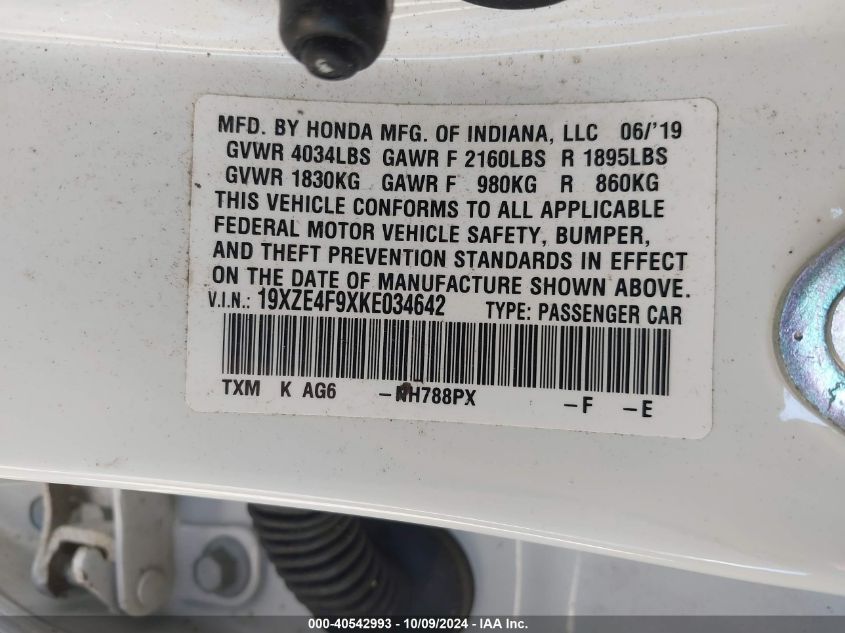 MFD. BY HONDA MFG. OF INDIANA, LLC 06/'19
GVWR 4034LBS GAWR F 2160LBS R 1895LBS
GVWR 1830KG GAWR F 980KG R 860KG
THIS VEHICLE CONFORMS TO ALL APPLICABLE
FEDERAL MOTOR VEHICLE SAFETY, BUMPER,
AND THEFT PREVENTION STANDARDS IN EFFECT
ON THE DATE OF MANUFACTURE SHOWN ABOVE.
V.I.N.: 19XZE4F9XKE034642 TYPE: PASSENGER CAR
TXM K AG6 –NH788PX –F –E
000-40542993 - 10/09/2024 - IAA Inc.